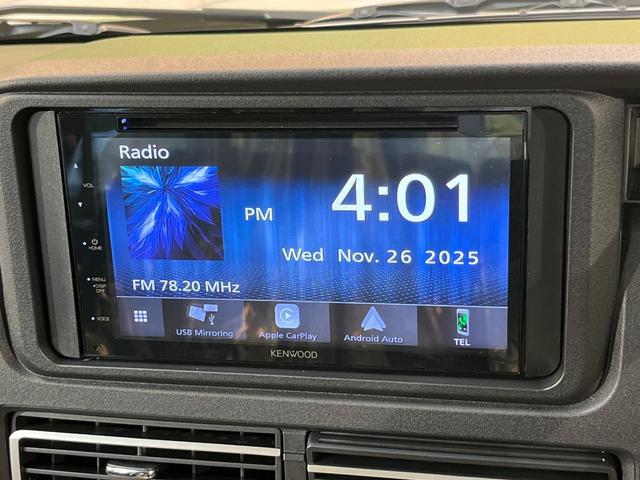 Radio
VOL
PM 4:01
Wed Nov. 26 2025
HOME
MENU
DISP
OFF
FM 78.20 MHz
VOICE
USB Mirroring
Apple CarPlay
Android Auto
TEL
KENWOOD